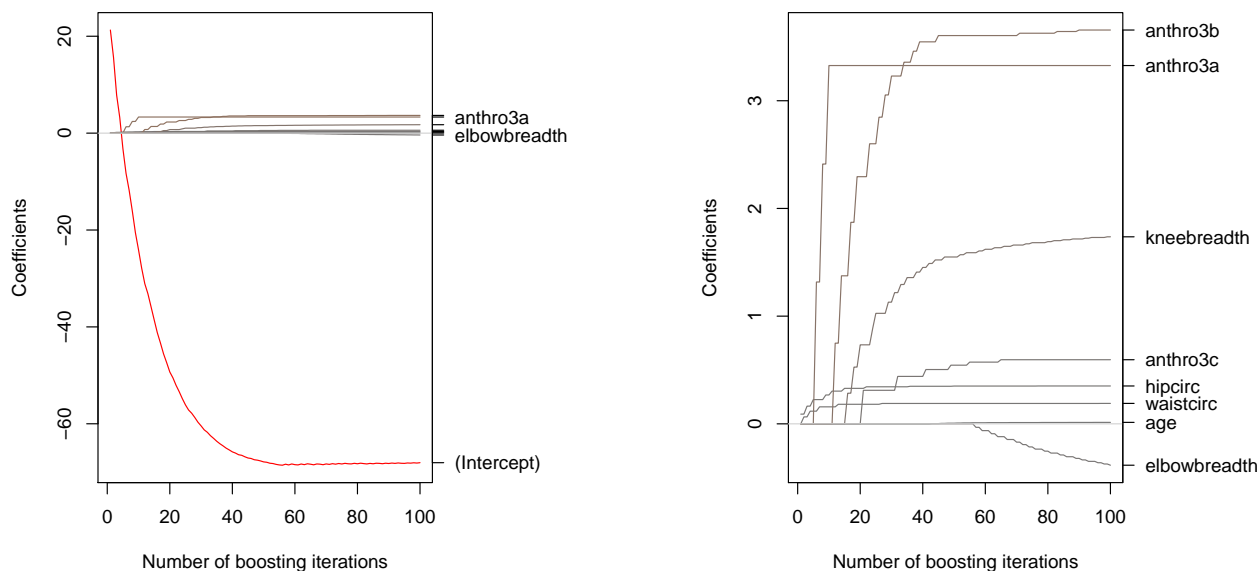 20
0
−20
−40
−60
Coefficients
0 20 40 60 80 100
Number of boosting iterations
anthro3a
elbowbreadth
(Intercept)
3
2
1
0
Coefficients
0 20 40 60 80 100
Number of boosting iterations
anthro3b
anthro3a
kneebreadth
anthro3c
hipcirc
waistcirc
age
elbowbreadth